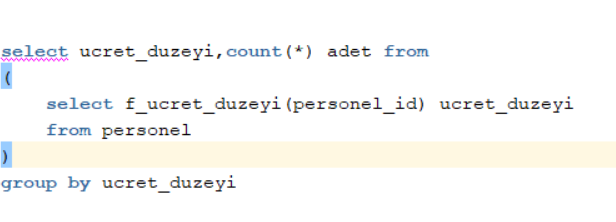 select ucret_duzeyi,count(*) adet from
(
select f_ucret_duzeyi(personel_id) ucret_duzeyi
from personel
)
group by ucret_duzeyi